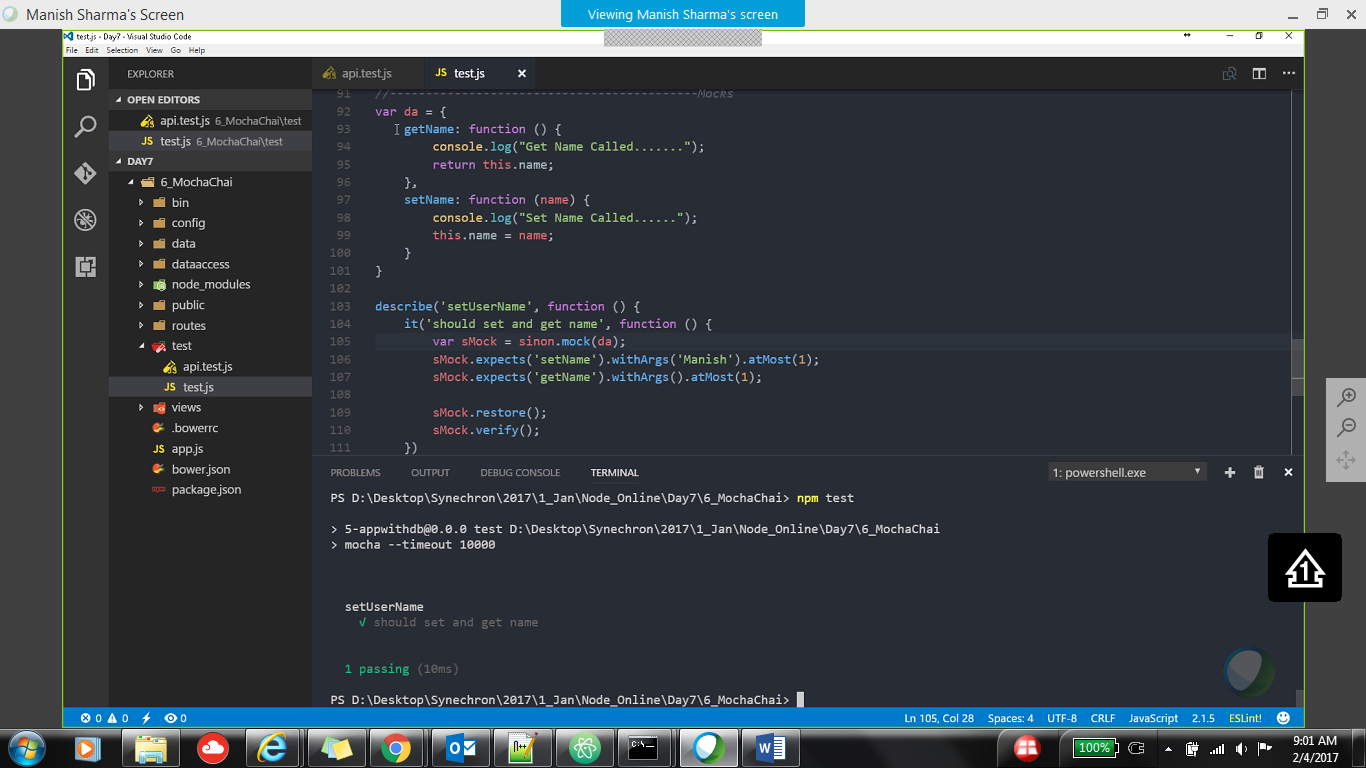 Manish Sharma's Screen
Viewing Manish Sharma's screen
test.js - Day7 - Visual Studio Code
File Edit Selection View Go Help
EXPLORER
OPEN EDITORS
api.test.js 6_MochaChai\test
JS test.js 6_MochaChai\test
DAY7
6_MochaChai
bin
config
data
dataaccess
node_modules
public
routes
test
api.test.js
JS test.js
views
.bowerrc
JS app.js
bower.json
package.json
api.test.js JS test.js
91 //-------------------------------------------Mocks
92 var da = {
93 getName: function () {
94 console.log("Get Name Called.......");
95 return this.name;
96 },
97 setName: function (name) {
98 console.log("Set Name Called......");
99 this.name = name;
100 }
101 }
102
103 describe('setUserName', function () {
104 it('should set and get name', function () {
105 var sMock = sinon.mock(da);
106 sMock.expects('setName').withArgs('Manish').atMost(1);
107 sMock.expects('getName').withArgs().atMost(1);
108
109 sMock.restore();
110 sMock.verify();
111 })
PROBLEMS OUTPUT DEBUG CONSOLE TERMINAL 1: powershell.exe
PS D:\Desktop\Synechron\2017\1_Jan\Node_Online\Day7\6_MochaChai> npm test
> 5-appwithdb@0.0.0 test D:\Desktop\Synechron\2017\1_Jan\Node_Online\Day7\6_MochaChai
> mocha --timeout 10000
setUserName
√ should set and get name
1 passing (10ms)
PS D:\Desktop\Synechron\2017\1_Jan\Node_Online\Day7\6_MochaChai>
0 0 0 Ln 105, Col 28 Spaces: 4 UTF-8 CRLF JavaScript 2.1.5 ESLint!
1
100%
9:01 AM
2/4/2017